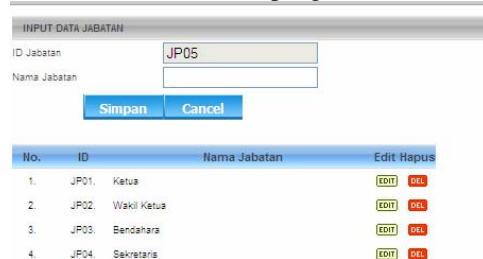 INPUT DATA JABATAN
ID Jabatan JP05
Nama Jabatan
Simpan Cancel
No. ID Nama Jabatan Edit Hapus
1. JP01. Ketua EDIT DEL
2. JP02. Wakil Ketua EDIT DEL
3. JP03. Bendahara EDIT DEL
4. JP04. Sekretaris EDIT DEL